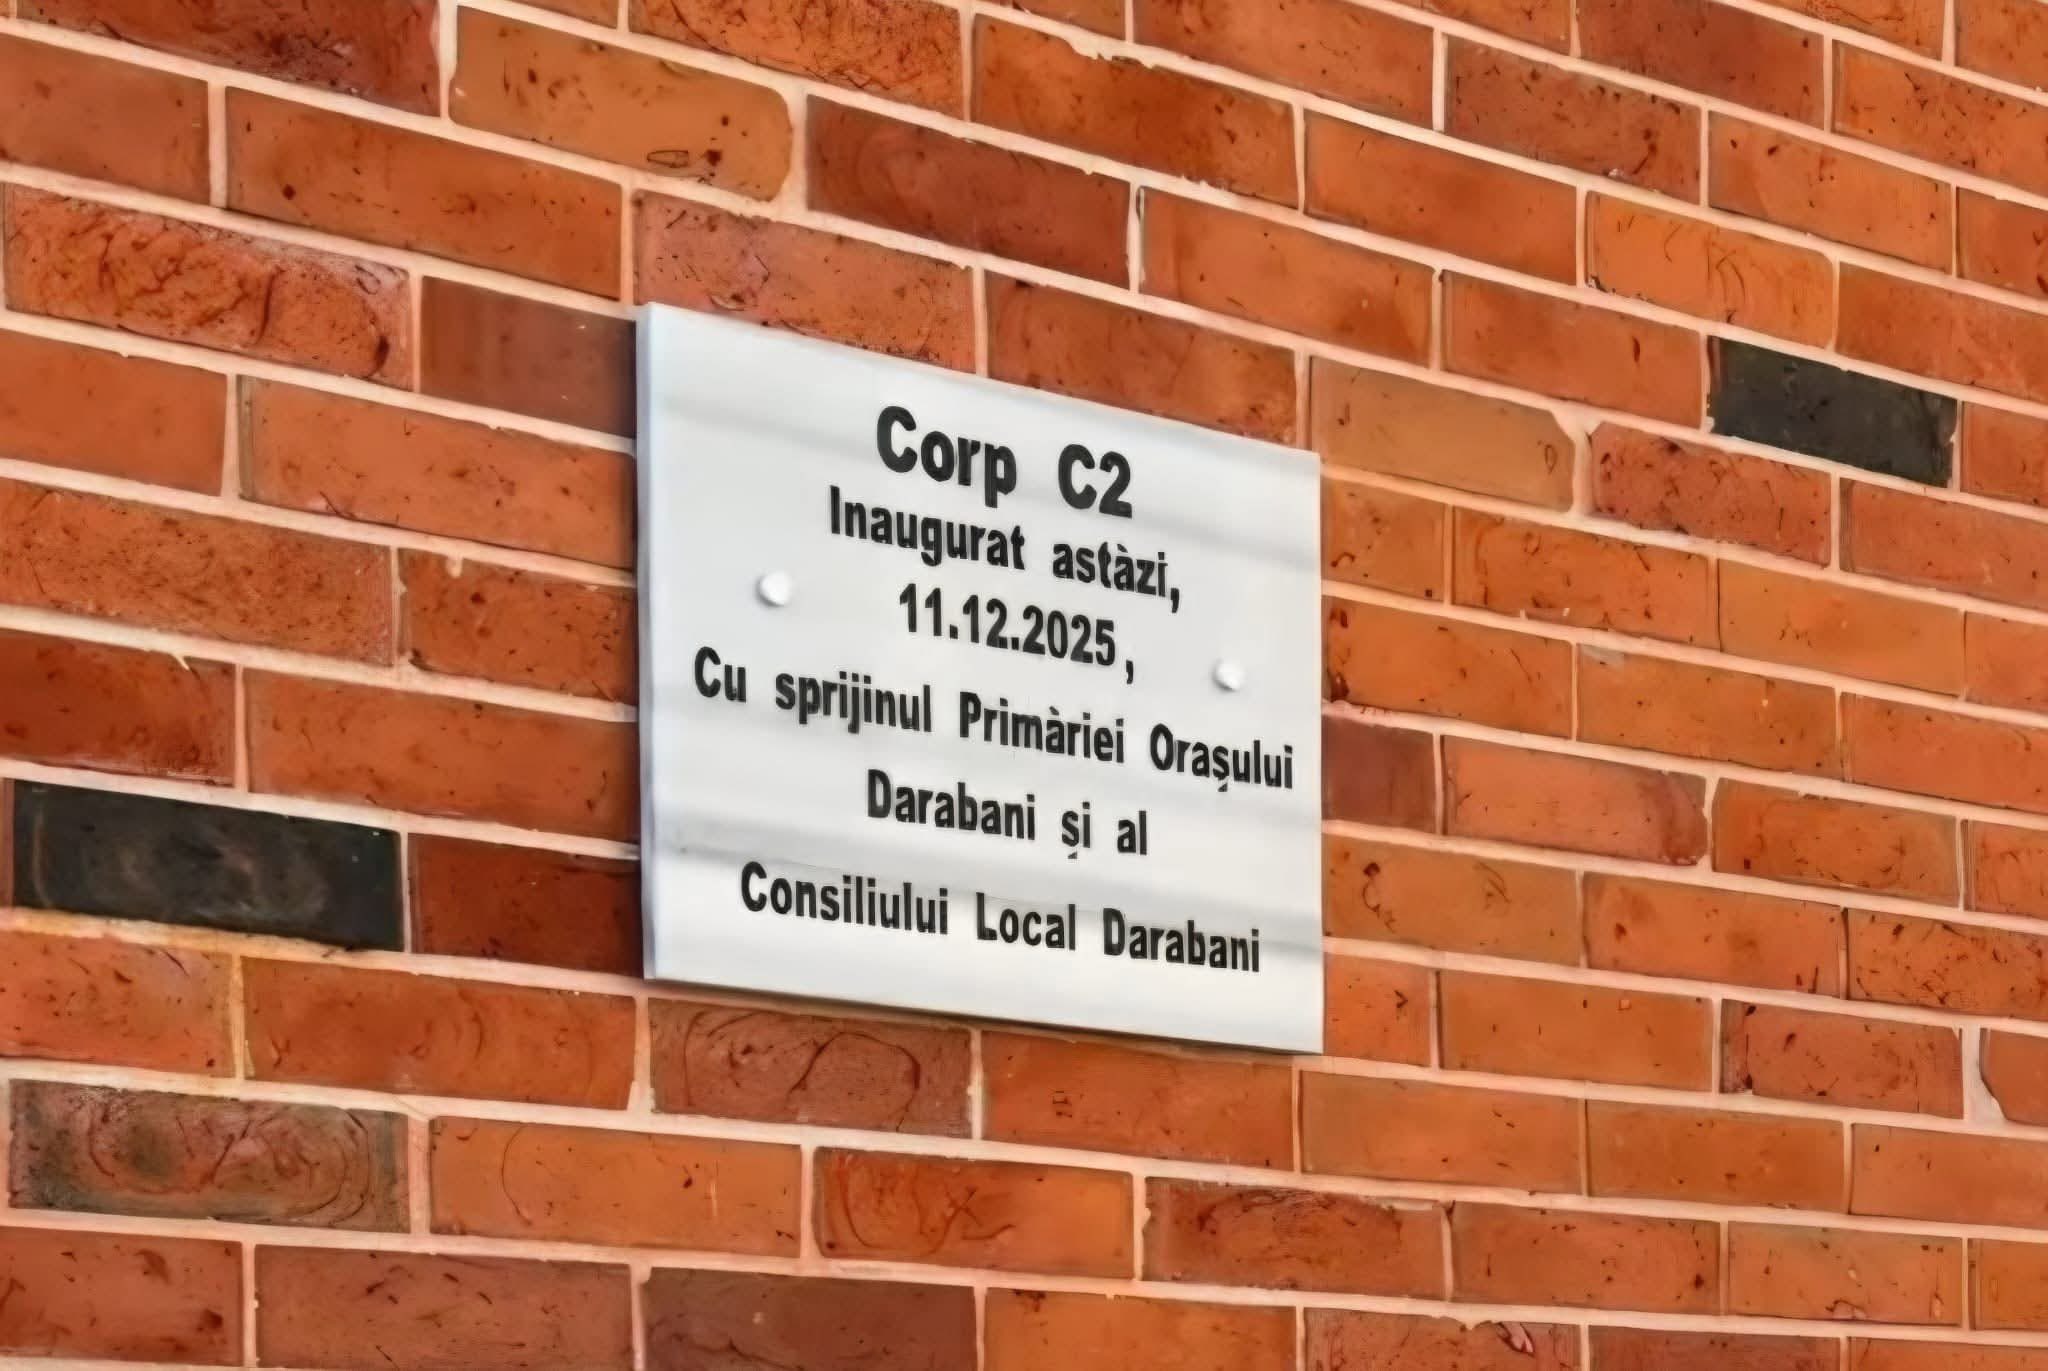 Corp C2
Inaugurat astàzi,
11.12.2025,
Cu sprijinul Primàriei Orașului
Darabani și al
Consiliului Local Darabani